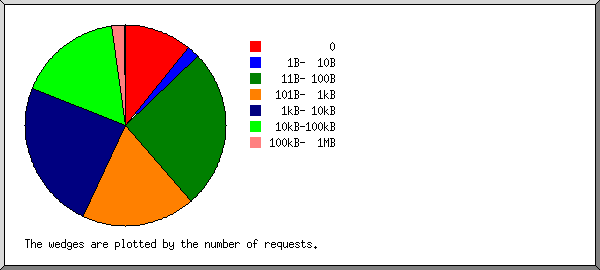 0
1B- 10B
11B- 100B
101B- 1kB
1kB- 10kB
10kB-100kB
100kB- 1MB
The wedges are plotted by the number of requests.